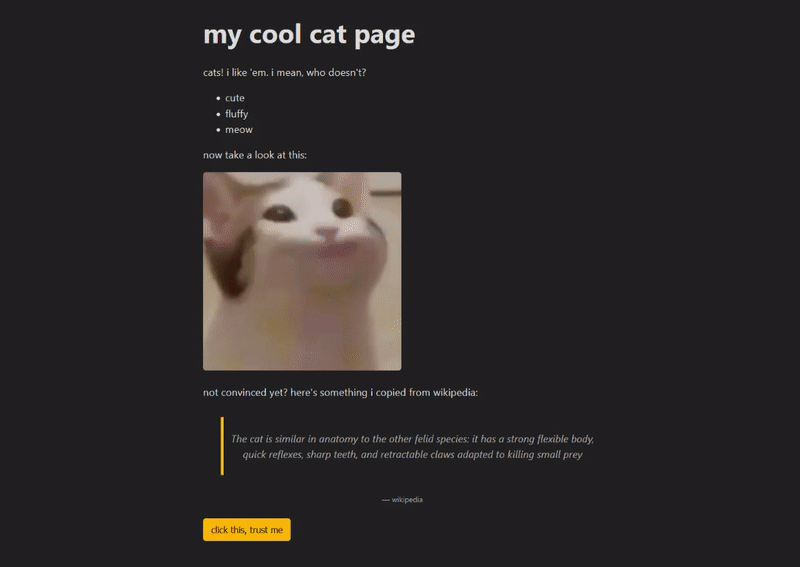 my cool cat page
cats! i like 'em. i mean, who doesn't?
cute
fluffy
meow
now take a look at this:
not convinced yet? here's something i copied from wikipedia:
The cat is similar in anatomy to the other felid species: it has a strong flexible body,
quick reflexes, sharp teeth, and retractable claws adapted to killing small prey
— wikipedia
click this, trust me